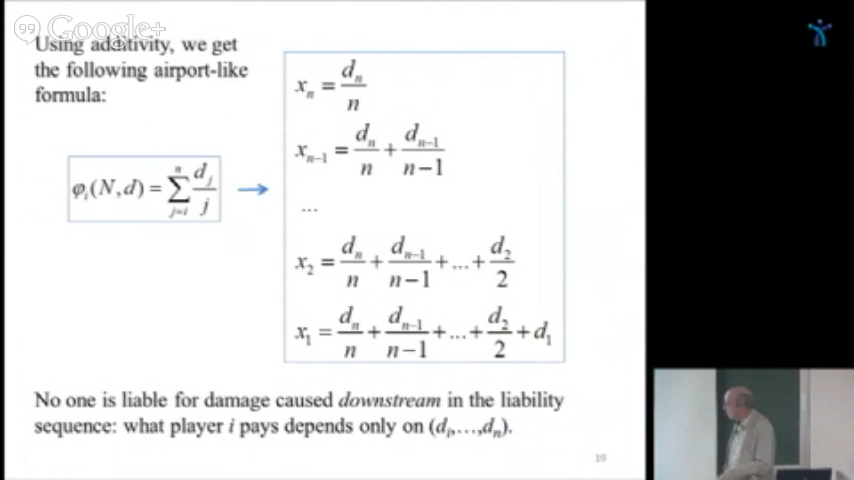 Google+
Using additivity, we get
the following airport-like
formula:
φᵢ(N,d) = ∑ⱼ₌ᵢⁿ dⱼ/j
xₙ = dₙ/n
xₙ₋₁ = dₙ/n + dₙ₋₁/n−1
...
x₂ = dₙ/n + dₙ₋₁/n−1 + ... + d₂/2
x₁ = dₙ/n + dₙ₋₁/n−1 + ... + d₂/2 + d₁
No one is liable for damage caused downstream in the liability
sequence: what player i pays depends only on (dᵢ,…,dₙ).
19